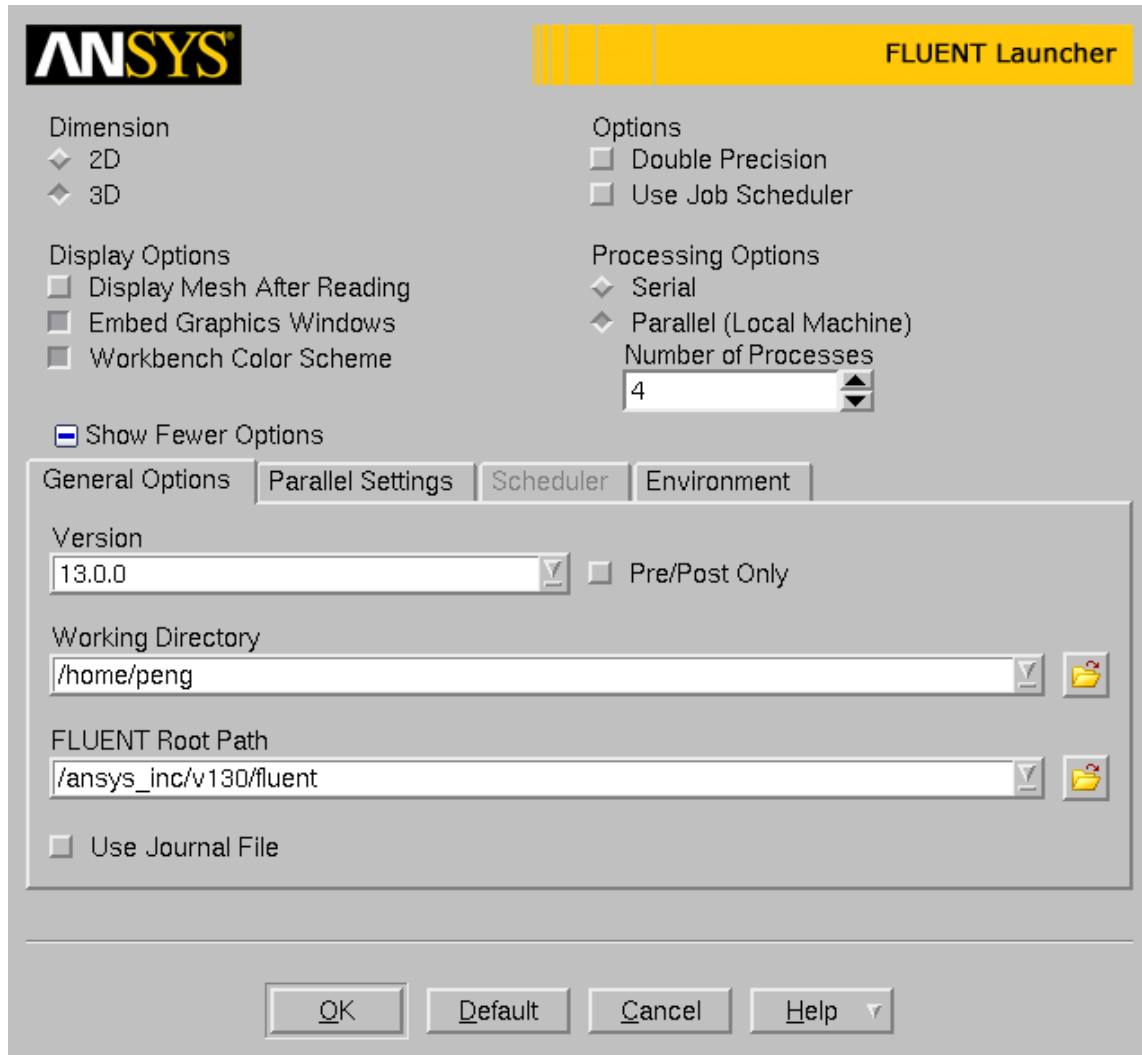 ANSYS®
FLUENT Launcher
Dimension
2D
3D
Options
Double Precision
Use Job Scheduler
Display Options
Display Mesh After Reading
Embed Graphics Windows
Workbench Color Scheme
Processing Options
Serial
Parallel (Local Machine)
Number of Processes
4
Show Fewer Options
General Options
Parallel Settings
Scheduler
Environment
Version
13.0.0
Pre/Post Only
Working Directory
/home/peng
FLUENT Root Path
/ansys_inc/v130/fluent
Use Journal File
OK
Default
Cancel
Help